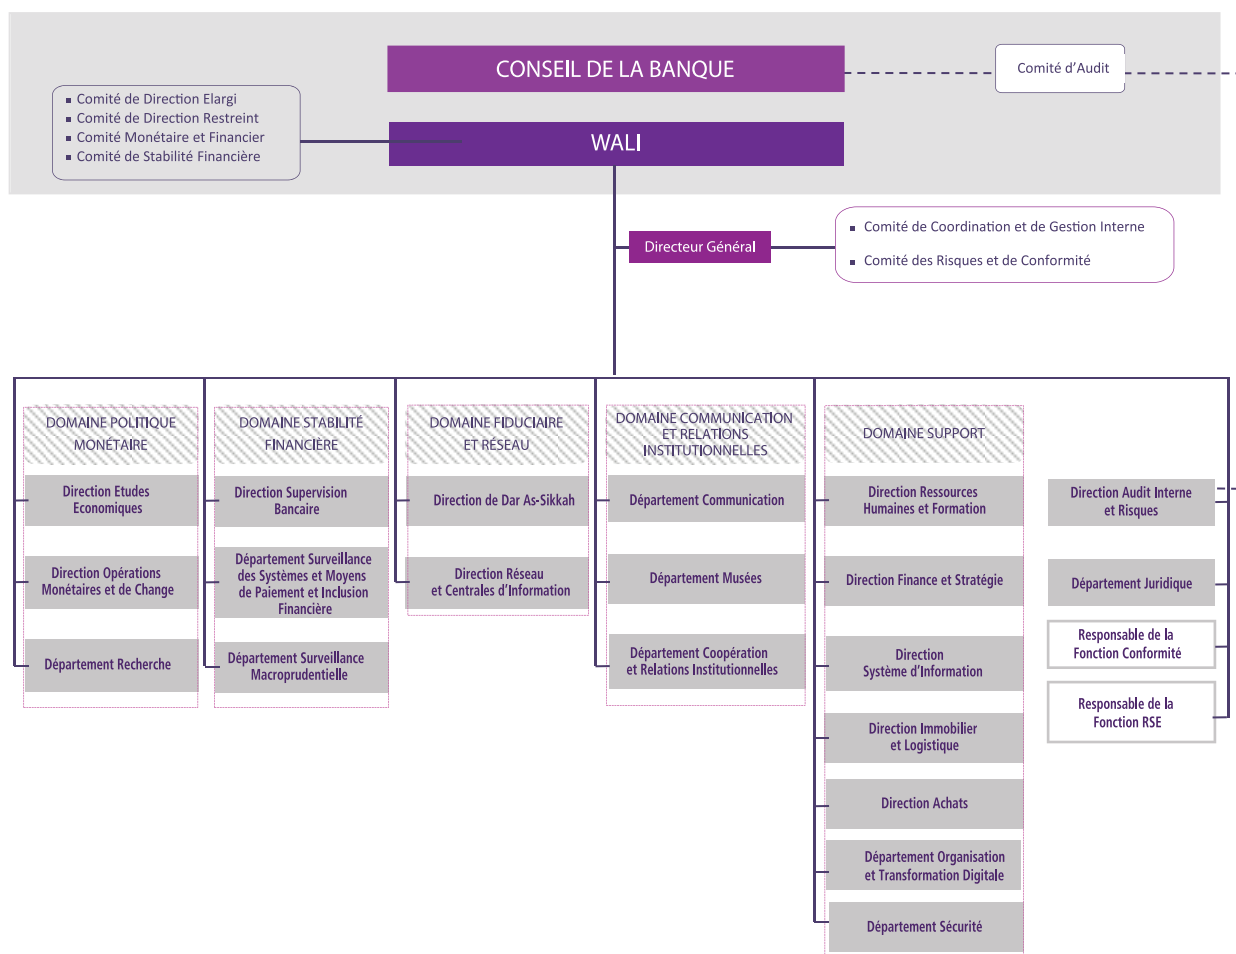 CONSEIL DE LA BANQUE
Comité d'Audit
Comité de Direction Elargi
Comité de Direction Restreint
Comité Monétaire et Financier
Comité de Stabilité Financière
WALI
Directeur Général
Comité de Coordination et de Gestion Interne
Comité des Risques et de Conformité
DOMAINE POLITIQUE
MONÉTAIRE
Direction Etudes
Economiques
Direction Opérations
Monétaires et de Change
Département Recherche
DOMAINE STABILITÉ
FINANCIÈRE
Direction Supervision
Bancaire
Département Surveillance
des Systèmes et Moyens
de Paiement et Inclusion
Financière
Département Surveillance
Macroprudentielle
DOMAINE FIDUCIAIRE
ET RÉSEAU
Direction de Dar As-Sikkah
Direction Réseau
et Centrales d'Information
DOMAINE COMMUNICATION
ET RELATIONS
INSTITUTIONNELLES
Département Communication
Département Musées
Département Coopération
et Relations Institutionnelles
DOMAINE SUPPORT
Direction Ressources
Humaines et Formation
Direction Finance et Stratégie
Direction
Système d'Information
Direction Immobilier
et Logistique
Direction Achats
Département Organisation
et Transformation Digitale
Département Sécurité
Direction Audit Interne
et Risques
Département Juridique
Responsable de la
Fonction Conformité
Responsable de la
Fonction RSE